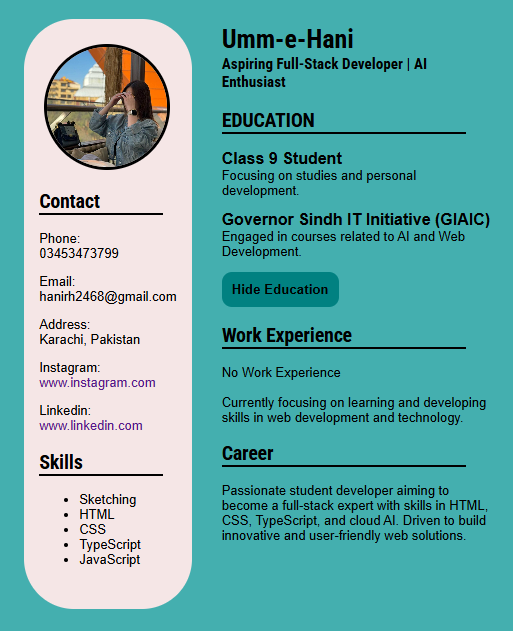 Contact
Phone:
03453473799
Email:
hanirh2468@gmail.com
Address:
Karachi, Pakistan
Instagram:
www.instagram.com
Linkedin:
www.linkedin.com
Skills
Sketching
HTML
CSS
TypeScript
JavaScript
Umm-e-Hani
Aspiring Full-Stack Developer | AI
Enthusiast
EDUCATION
Class 9 Student
Focusing on studies and personal
development.
Governor Sindh IT Initiative (GIAIC)
Engaged in courses related to AI and Web
Development.
Hide Education
Work Experience
No Work Experience
Currently focusing on learning and developing
skills in web development and technology.
Career
Passionate student developer aiming to
become a full-stack expert with skills in HTML,
CSS, TypeScript, and cloud AI. Driven to build
innovative and user-friendly web solutions.